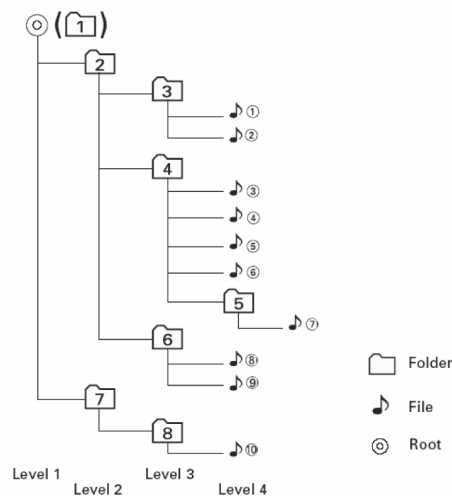 (1)
2
3
①
②
4
③
④
⑤
⑥
5
⑦
6
⑧
⑨
7
8
⑩
Folder
File
Root
Level 1
Level 2
Level 3
Level 4